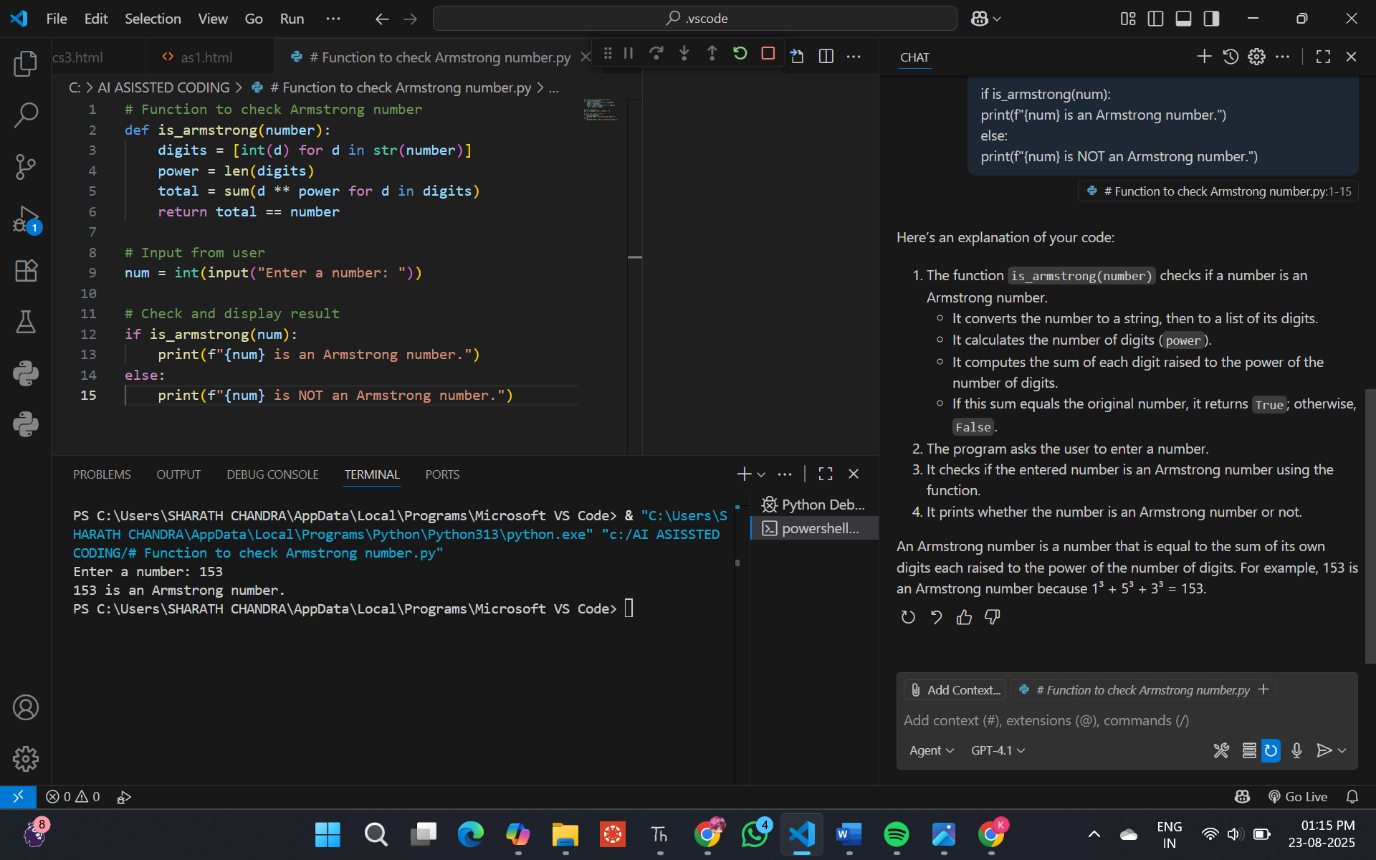 File Edit Selection View Go Run ··· .vscode
cs3.html as1.html # Function to check Armstrong number.py
C: > AI ASISSTED CODING > # Function to check Armstrong number.py > ...
1 # Function to check Armstrong number
2 def is_armstrong(number):
3 digits = [int(d) for d in str(number)]
4 power = len(digits)
5 total = sum(d ** power for d in digits)
6 return total == number
7
8 # Input from user
9 num = int(input("Enter a number: "))
10
11 # Check and display result
12 if is_armstrong(num):
13 print(f"{num} is an Armstrong number.")
14 else:
15 print(f"{num} is NOT an Armstrong number.")
1
PROBLEMS OUTPUT DEBUG CONSOLE TERMINAL PORTS
PS C:\Users\SHARATH CHANDRA\AppData\Local\Programs\Microsoft VS Code> & "C:\Users\S
HARATH CHANDRA\AppData\Local\Programs\Python\Python313\python.exe" "c:/AI ASISSTED
CODING/# Function to check Armstrong number.py"
Enter a number: 153
153 is an Armstrong number.
PS C:\Users\SHARATH CHANDRA\AppData\Local\Programs\Microsoft VS Code>
Python Deb...
powershell...
CHAT
if is_armstrong(num):
print(f"{num} is an Armstrong number.")
else:
print(f"{num} is NOT an Armstrong number.")
# Function to check Armstrong number.py:1-15
Here's an explanation of your code:
1. The function is_armstrong(number) checks if a number is an
Armstrong number.
○ It converts the number to a string, then to a list of its digits.
○ It calculates the number of digits (power).
○ It computes the sum of each digit raised to the power of the
number of digits.
○ If this sum equals the original number, it returns True; otherwise,
False.
2. The program asks the user to enter a number.
3. It checks if the entered number is an Armstrong number using the
function.
4. It prints whether the number is an Armstrong number or not.
An Armstrong number is a number that is equal to the sum of its own
digits each raised to the power of the number of digits. For example, 153 is
an Armstrong number because 1³ + 5³ + 3³ = 153.
Add Context... # Function to check Armstrong number.py +
Add context (#), extensions (@), commands (/)
Agent GPT-4.1
0 0 Go Live
8 Th 4 W K ENG 01:15 PM
IN 23-08-2025